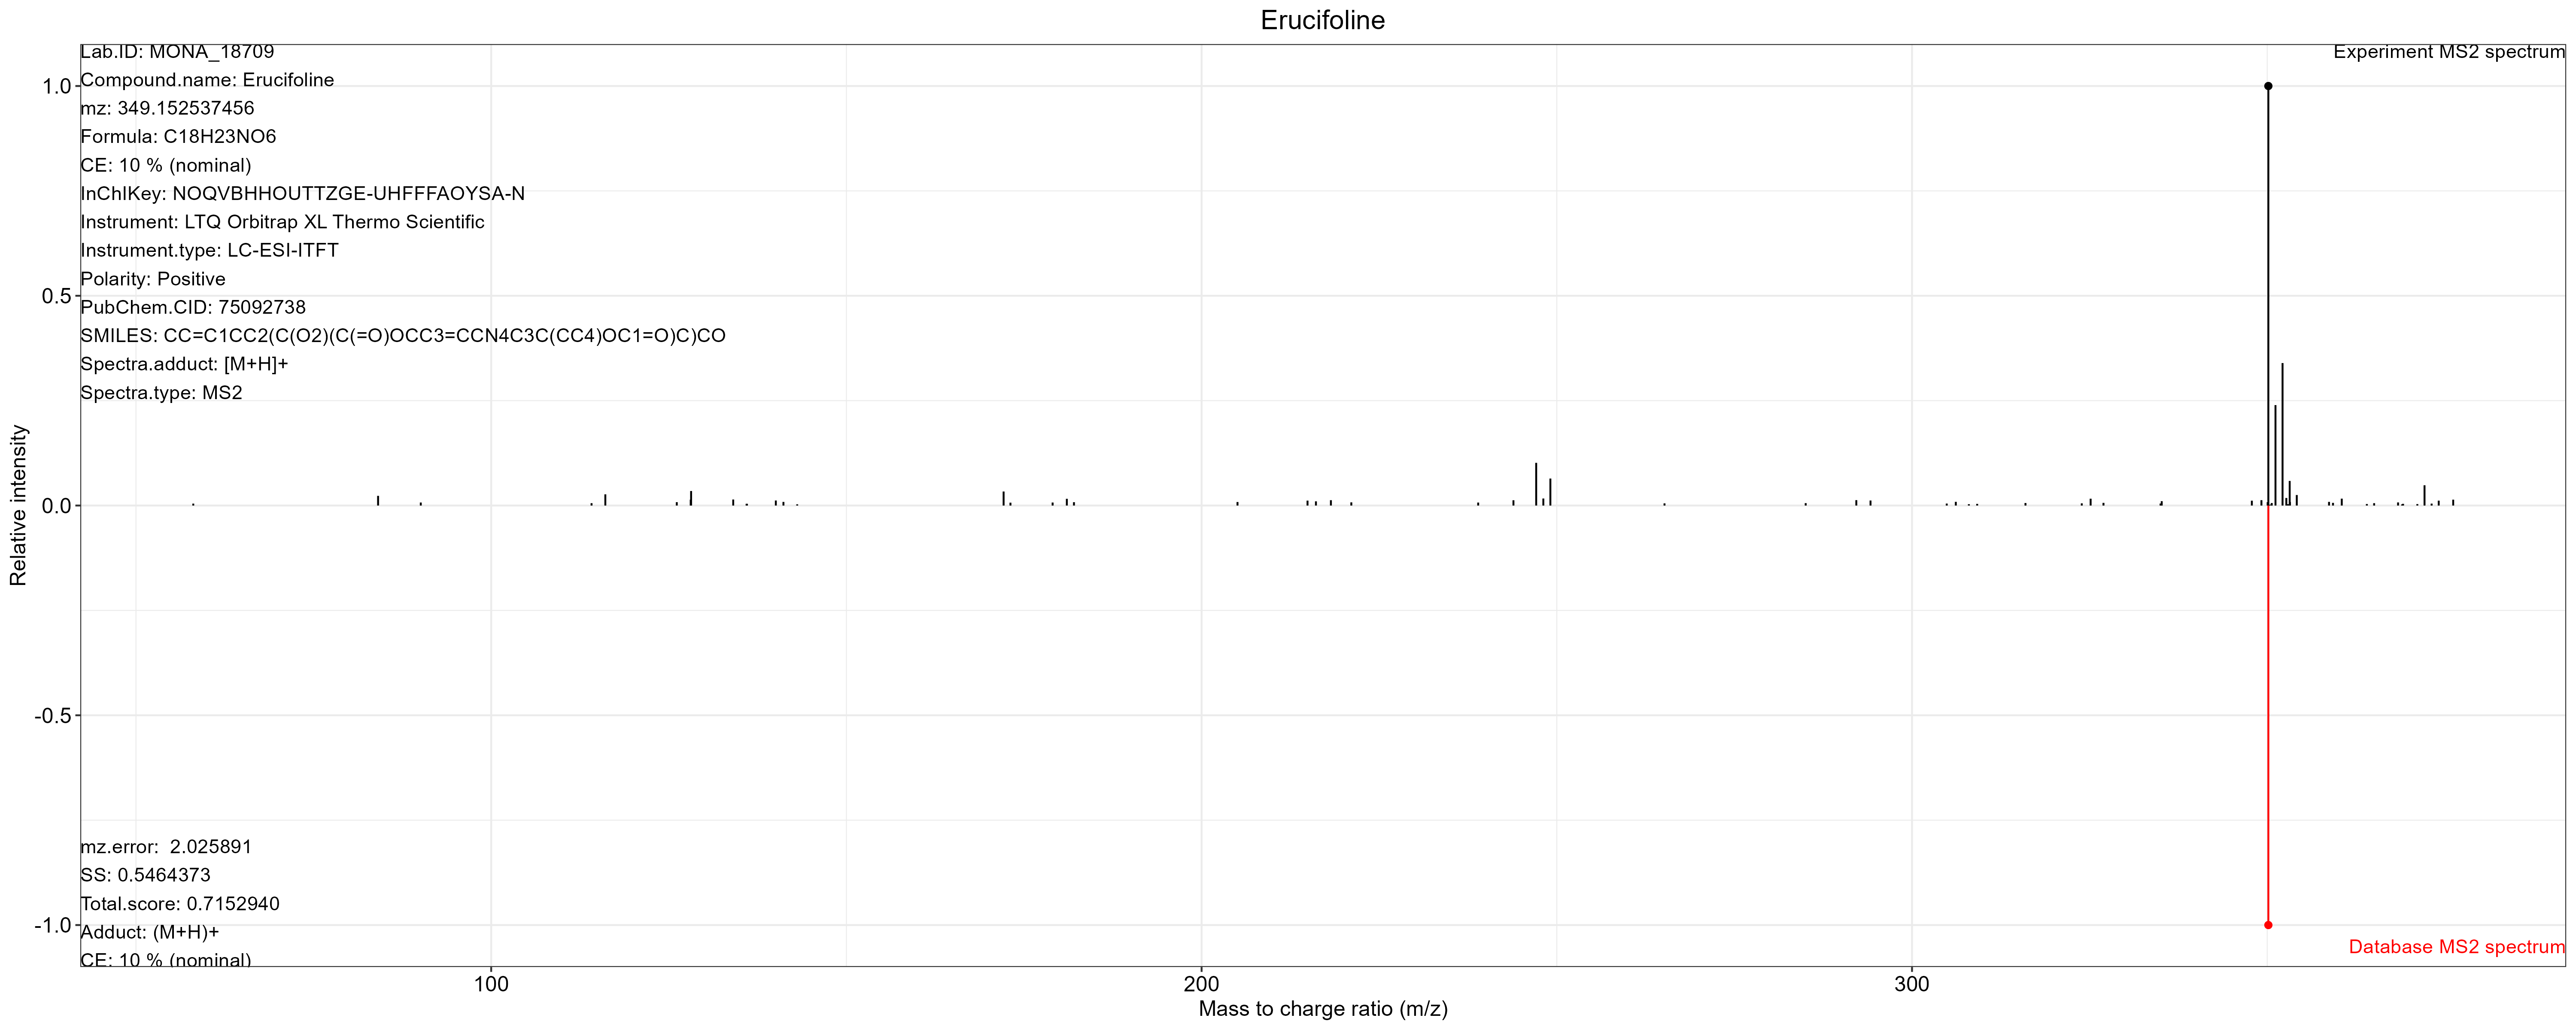 Erucifoline
Lab.ID: MONA_18709
Experiment MS2 spectrum
Compound.name: Erucifoline
mz: 349.152537456
Formula: C18H23NO6
CE: 10 % (nominal)
InChIKey: NOQVBHHOUTTZGE-UHFFFAOYSA-N
Instrument: LTQ Orbitrap XL Thermo Scientific
Instrument.type: LC-ESI-ITFT
Polarity: Positive
PubChem.CID: 75092738
SMILES: CC=C1CC2(C(O2)(C(=O)OCC3=CCN4C3C(CC4)OC1=O)C)CO
Spectra.adduct: [M+H]+
Spectra.type: MS2
1.0
0.5
0.0
-0.5
-1.0
Relative intensity
mz.error:  2.025891
SS: 0.5464373
Total.score: 0.7152940
Adduct: (M+H)+
CE: 10 % (nominal)
Database MS2 spectrum
100
200
300
Mass to charge ratio (m/z)